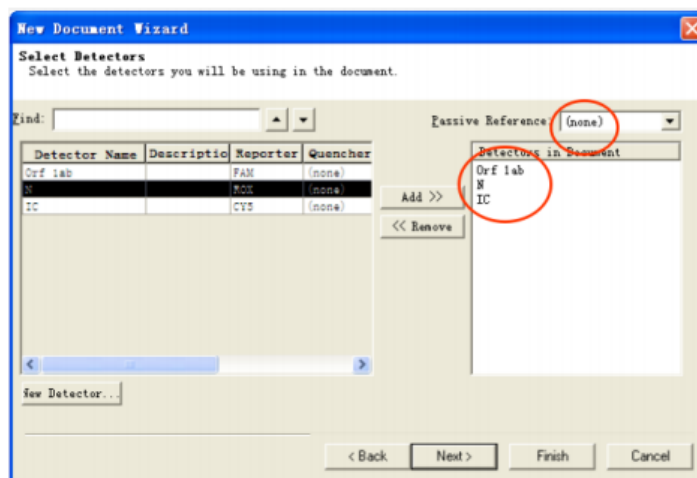 New Document Wizard
Select Detectors
Select the detectors you will be using in the document.
Find:
Passive Reference: (none)
Detector Name Descriptio Reporter Quencher
Orf 1ab FAM (none)
N ROX (none)
IC CY5 (none)
Add >>
<< Remove
Detectors in Document
Orf 1ab
N
IC
New Detector...
< Back Next > Finish Cancel